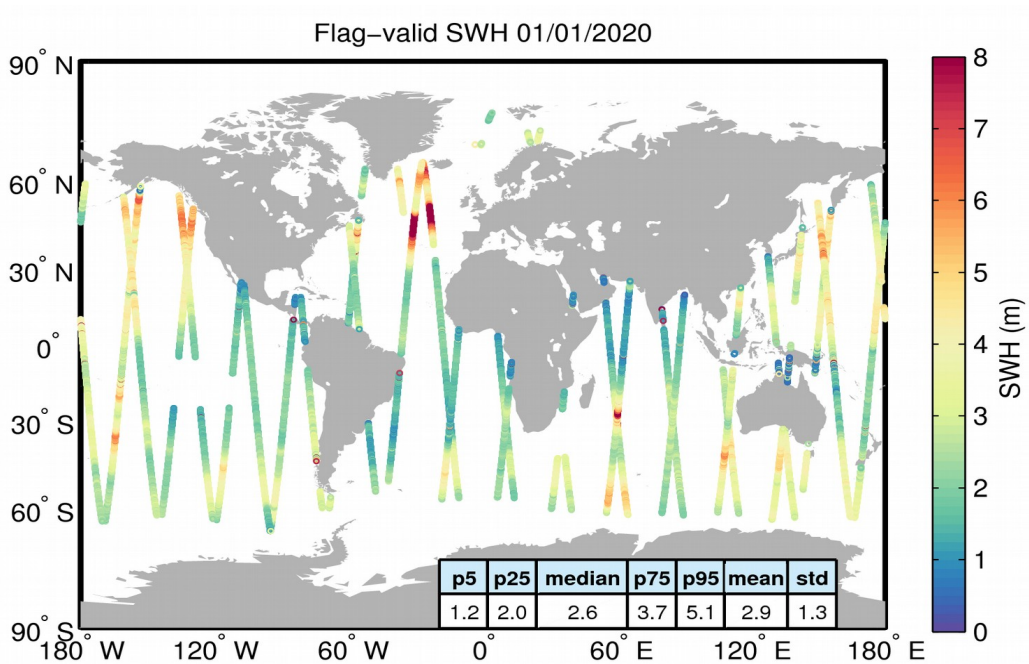 Flag−valid SWH 01/01/2020
90° N
60° N
30° N
0°
30° S
60° S
90° S
180° W
120° W
60° W
0°
60° E
120° E
180° E
8
7
6
5
4
3
2
1
0
SWH (m)
p5 p25 median p75 p95 mean std
1.2 2.0 2.6 3.7 5.1 2.9 1.3